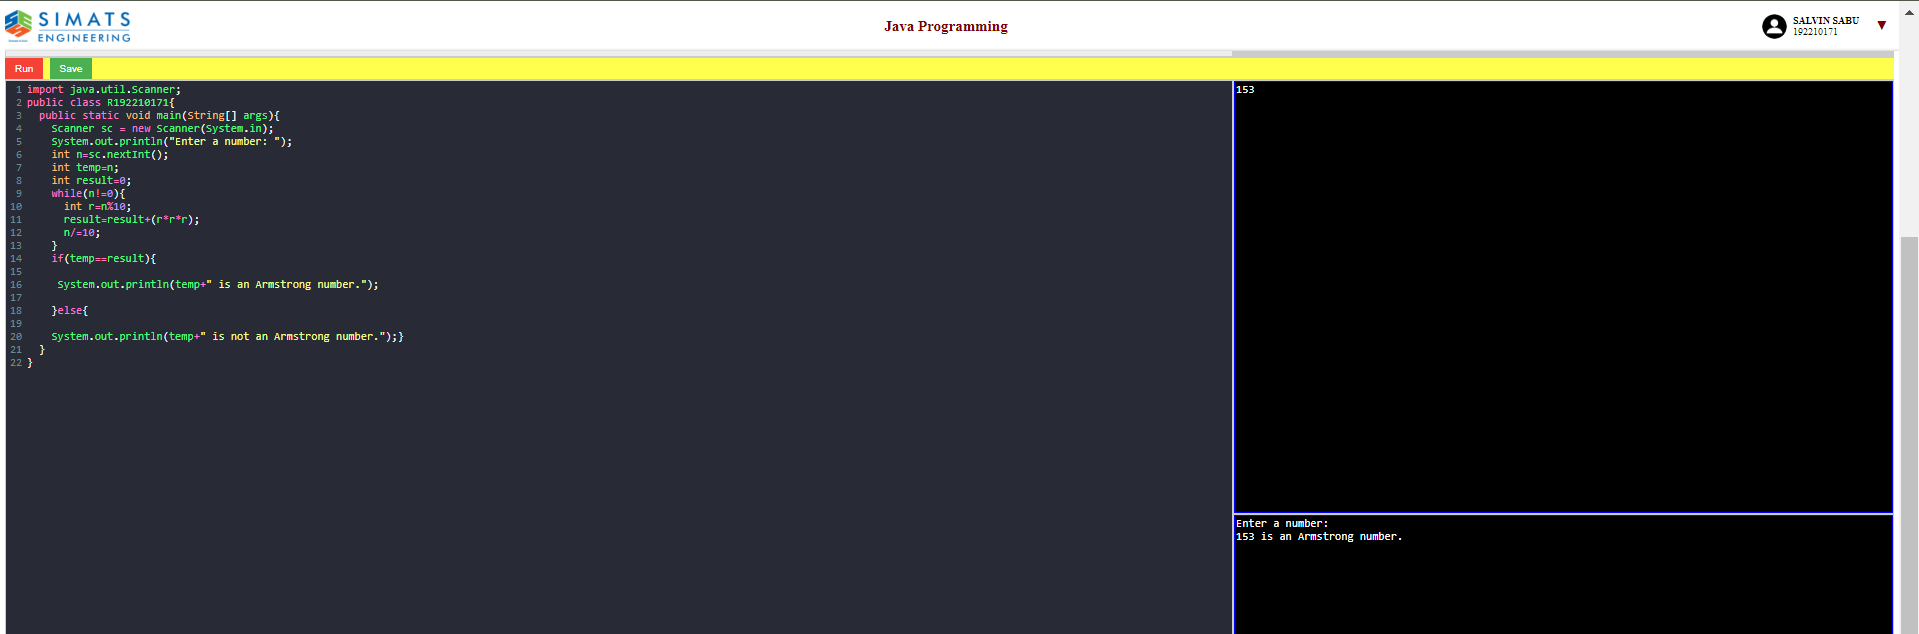 SIMATS
ENGINEERING
Java Programming
SALVIN SABU
192210171
Run Save
1 import java.util.Scanner;
2 public class R192210171{
3   public static void main(String[] args){
4     Scanner sc = new Scanner(System.in);
5     System.out.println("Enter a number: ");
6     int n=sc.nextInt();
7     int temp=n;
8     int result=0;
9     while(n!=0){
10       int r=n%10;
11       result=result+(r*r*r);
12       n/=10;
13     }
14     if(temp==result){
15
16      System.out.println(temp+" is an Armstrong number.");
17
18     }else{
19
20     System.out.println(temp+" is not an Armstrong number.");}
21   }
22 }
153
Enter a number:
153 is an Armstrong number.